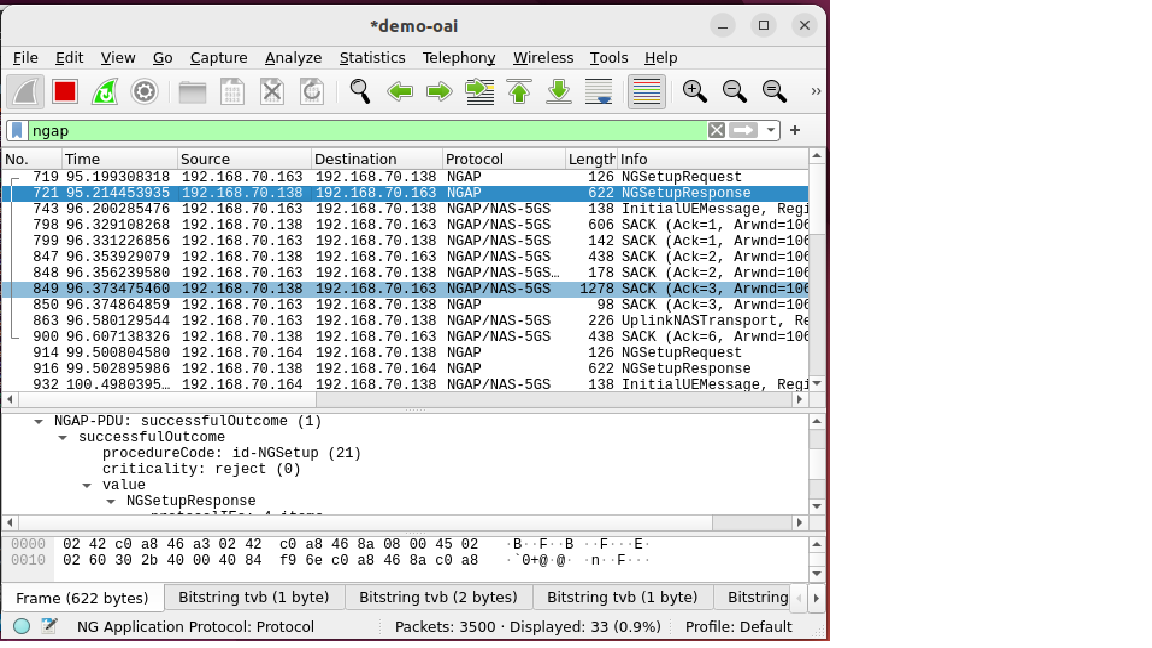 *demo-oai
File Edit View Go Capture Analyze Statistics Telephony Wireless Tools Help
ngap
No. Time Source Destination Protocol Length Info
719 95.199308318 192.168.70.163 192.168.70.138 NGAP 126 NGSetupRequest
721 95.214453935 192.168.70.138 192.168.70.163 NGAP 622 NGSetupResponse
743 96.200285476 192.168.70.163 192.168.70.138 NGAP/NAS-5GS 138 InitialUEMessage, Regi
798 96.329108268 192.168.70.138 192.168.70.163 NGAP/NAS-5GS 606 SACK (Ack=1, Arwnd=106
799 96.331226856 192.168.70.163 192.168.70.138 NGAP/NAS-5GS 142 SACK (Ack=1, Arwnd=106
847 96.353929079 192.168.70.138 192.168.70.163 NGAP/NAS-5GS 438 SACK (Ack=2, Arwnd=106
848 96.356239580 192.168.70.163 192.168.70.138 NGAP/NAS-5GS… 178 SACK (Ack=2, Arwnd=106
849 96.373475460 192.168.70.138 192.168.70.163 NGAP/NAS-5GS 1278 SACK (Ack=3, Arwnd=106
850 96.374864859 192.168.70.163 192.168.70.138 NGAP 98 SACK (Ack=3, Arwnd=106
863 96.580129544 192.168.70.163 192.168.70.138 NGAP/NAS-5GS 226 UplinkNASTransport, Re
900 96.607138326 192.168.70.138 192.168.70.163 NGAP/NAS-5GS 438 SACK (Ack=6, Arwnd=106
914 99.500804580 192.168.70.164 192.168.70.138 NGAP 126 NGSetupRequest
916 99.502895986 192.168.70.138 192.168.70.164 NGAP 622 NGSetupResponse
932 100.4980395… 192.168.70.164 192.168.70.138 NGAP/NAS-5GS 138 InitialUEMessage, Regi
NGAP-PDU: successfulOutcome (1)
successfulOutcome
procedureCode: id-NGSetup (21)
criticality: reject (0)
value
NGSetupResponse
protocolIEs: 4 items
0000 02 42 c0 a8 46 a3 02 42 c0 a8 46 8a 08 00 45 02 ·B··F··B ··F···E·
0010 02 60 30 2b 40 00 40 84 f9 6e c0 a8 46 8a c0 a8 ·`0+@·@· ·n··F···
Frame (622 bytes) Bitstring tvb (1 byte) Bitstring tvb (2 bytes) Bitstring tvb (1 byte) Bitstring
NG Application Protocol: Protocol Packets: 3500 · Displayed: 33 (0.9%) Profile: Default